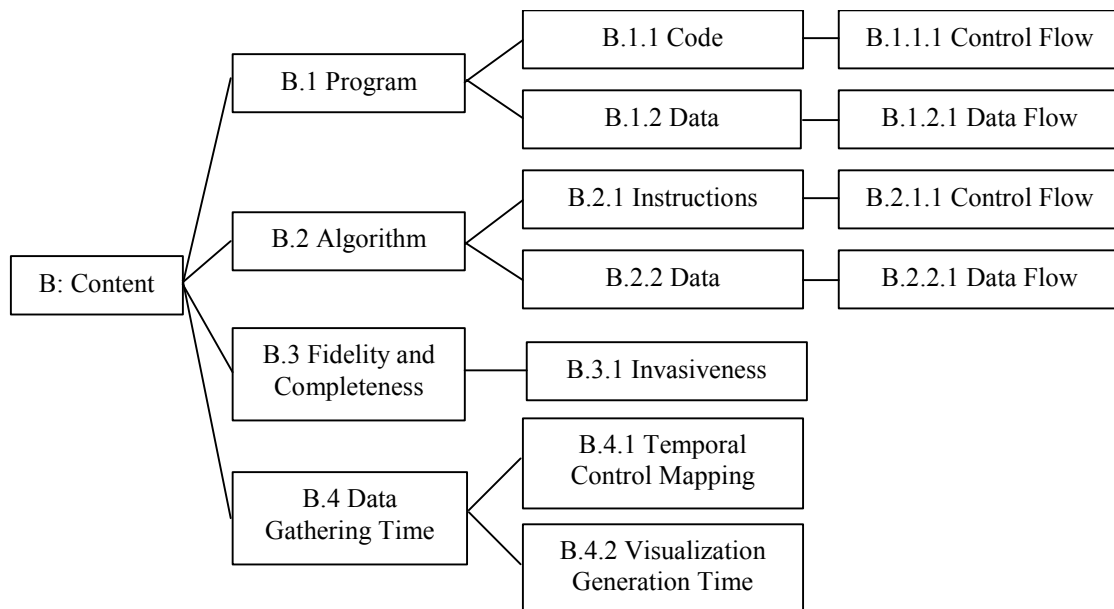 B: Content
B.1 Program
B.1.1 Code
B.1.1.1 Control Flow
B.1.2 Data
B.1.2.1 Data Flow
B.2 Algorithm
B.2.1 Instructions
B.2.1.1 Control Flow
B.2.2 Data
B.2.2.1 Data Flow
B.3 Fidelity and
Completeness
B.3.1 Invasiveness
B.4 Data
Gathering Time
B.4.1 Temporal
Control Mapping
B.4.2 Visualization
Generation Time